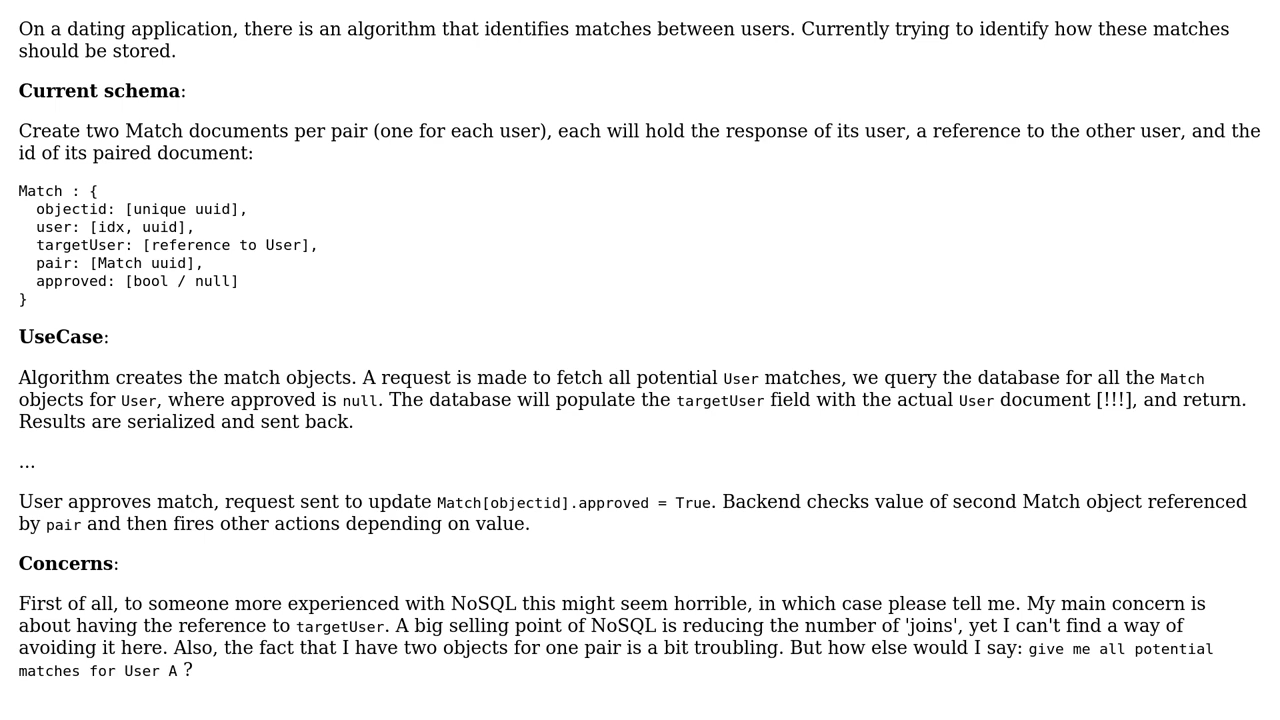 On a dating application, there is an algorithm that identifies matches between users. Currently trying to identify how these matches
should be stored.
Current schema:
Create two Match documents per pair (one for each user), each will hold the response of its user, a reference to the other user, and the
id of its paired document:
Match : {
  objectid: [unique uuid],
  user: [idx, uuid],
  targetUser: [reference to User],
  pair: [Match uuid],
  approved: [bool / null]
}
UseCase:
Algorithm creates the match objects. A request is made to fetch all potential User matches, we query the database for all the Match
objects for User, where approved is null. The database will populate the targetUser field with the actual User document [!!!], and return.
Results are serialized and sent back.
...
User approves match, request sent to update Match[objectid].approved = True. Backend checks value of second Match object referenced
by pair and then fires other actions depending on value.
Concerns:
First of all, to someone more experienced with NoSQL this might seem horrible, in which case please tell me. My main concern is
about having the reference to targetUser. A big selling point of NoSQL is reducing the number of 'joins', yet I can't find a way of
avoiding it here. Also, the fact that I have two objects for one pair is a bit troubling. But how else would I say: give me all potential
matches for User A ?